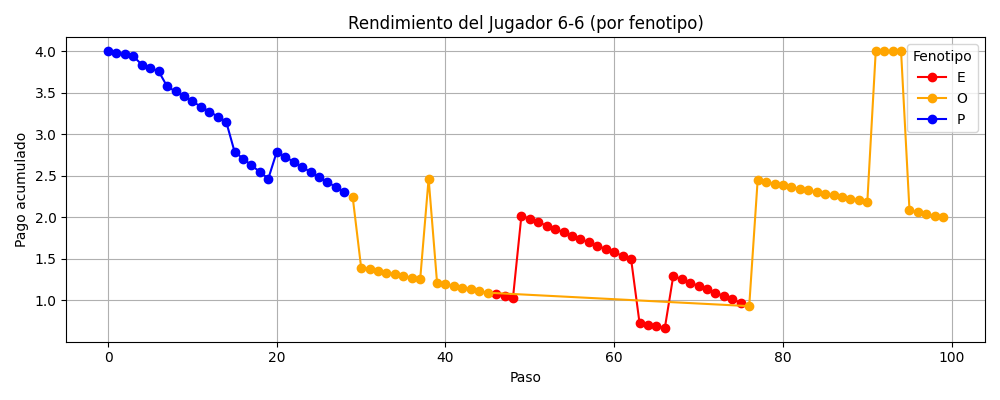 Rendimiento del Jugador 6-6 (por fenotipo)
Pago acumulado
4.0
3.5
3.0
2.5
2.0
1.5
1.0
Fenotipo
E
O
P
0 20 40 60 80 100
Paso